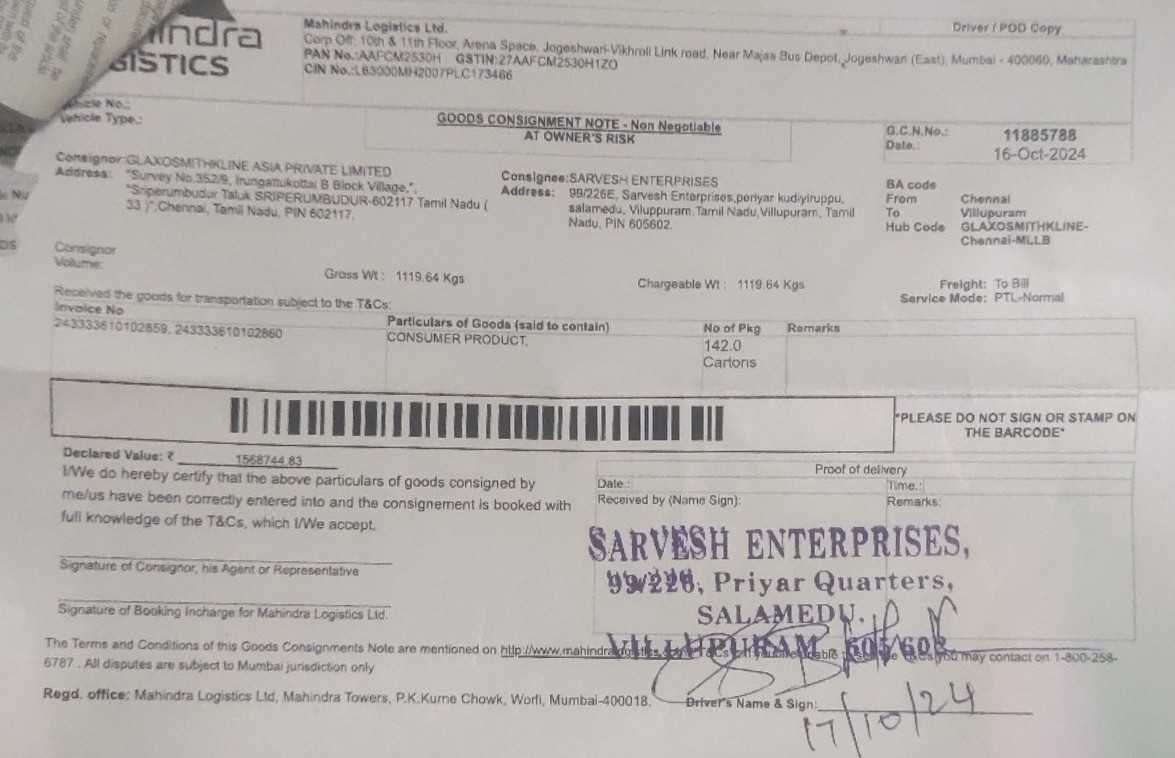 Mahindra Logistics Ltd.
Driver / POD Copy
Corp Off: 10th & 11th Floor, Arena Space, Jogeshwari-Vikhroli Link road, Near Majas Bus Depot, Jogeshwari (East), Mumbai - 400060, Maharashtra
PAN No.:AAFCM2530H GSTIN:27AAFCM2530H1ZO
CIN No.:L63000MH2007PLC173466
Vehicle No.:
Vehicle Type.:
GOODS CONSIGNMENT NOTE - Non Negotiable
AT OWNER'S RISK
G.C.N.No.: 11885788
Date.: 16-Oct-2024
Consignor:GLAXOSMITHKLINE ASIA PRIVATE LIMITED
Address: "Survey No.352/9, Irungattukottai B Block Village,",
"Sriperumbudur Taluk SRIPERUMBUDUR-602117 Tamil Nadu (
33 )",Chennai, Tamil Nadu, PIN 602117.
Consignee:SARVESH ENTERPRISES
Address: 99/226E, Sarvesh Enterprises,periyar kudiyiruppu,
salamedu, Viluppuram,Tamil Nadu,Villupuram, Tamil
Nadu, PIN 605602.
BA code
From Chennai
To Villupuram
Hub Code GLAXOSMITHKLINE-
Chennai-MLLB
Consignor
Volume:
Gross Wt : 1119.64 Kgs
Chargeable Wt : 1119.64 Kgs
Freight: To Bill
Service Mode: PTL-Normal
Received the goods for transportation subject to the T&Cs:
Invoice No
Particulars of Goods (said to contain)
No of Pkg
Remarks
243333610102859, 243333610102860
CONSUMER PRODUCT,
142.0
Cartons
*PLEASE DO NOT SIGN OR STAMP ON
THE BARCODE*
Declared Value: ₹ 1568744.83
I/We do hereby certify that the above particulars of goods consigned by
me/us have been correctly entered into and the consignement is booked with
full knowledge of the T&Cs, which I/We accept.
Proof of delivery
Date.:
Time.:
Received by (Name Sign):
Remarks:
SARVESH ENTERPRISES,
99/226, Priyar Quarters,
SALAMEDU.
VILLUPURAM 605602
Signature of Consignor, his Agent or Representative
Signature of Booking Incharge for Mahindra Logistics Ltd.
The Terms and Conditions of this Goods Consignments Note are mentioned on http://www.mahindralogistics you may contact on 1-800-258-
6787 . All disputes are subject to Mumbai jurisdiction only
Regd. office: Mahindra Logistics Ltd, Mahindra Towers, P.K.Kurne Chowk, Worli, Mumbai-400018.
Driver's Name & Sign:
17/10/24